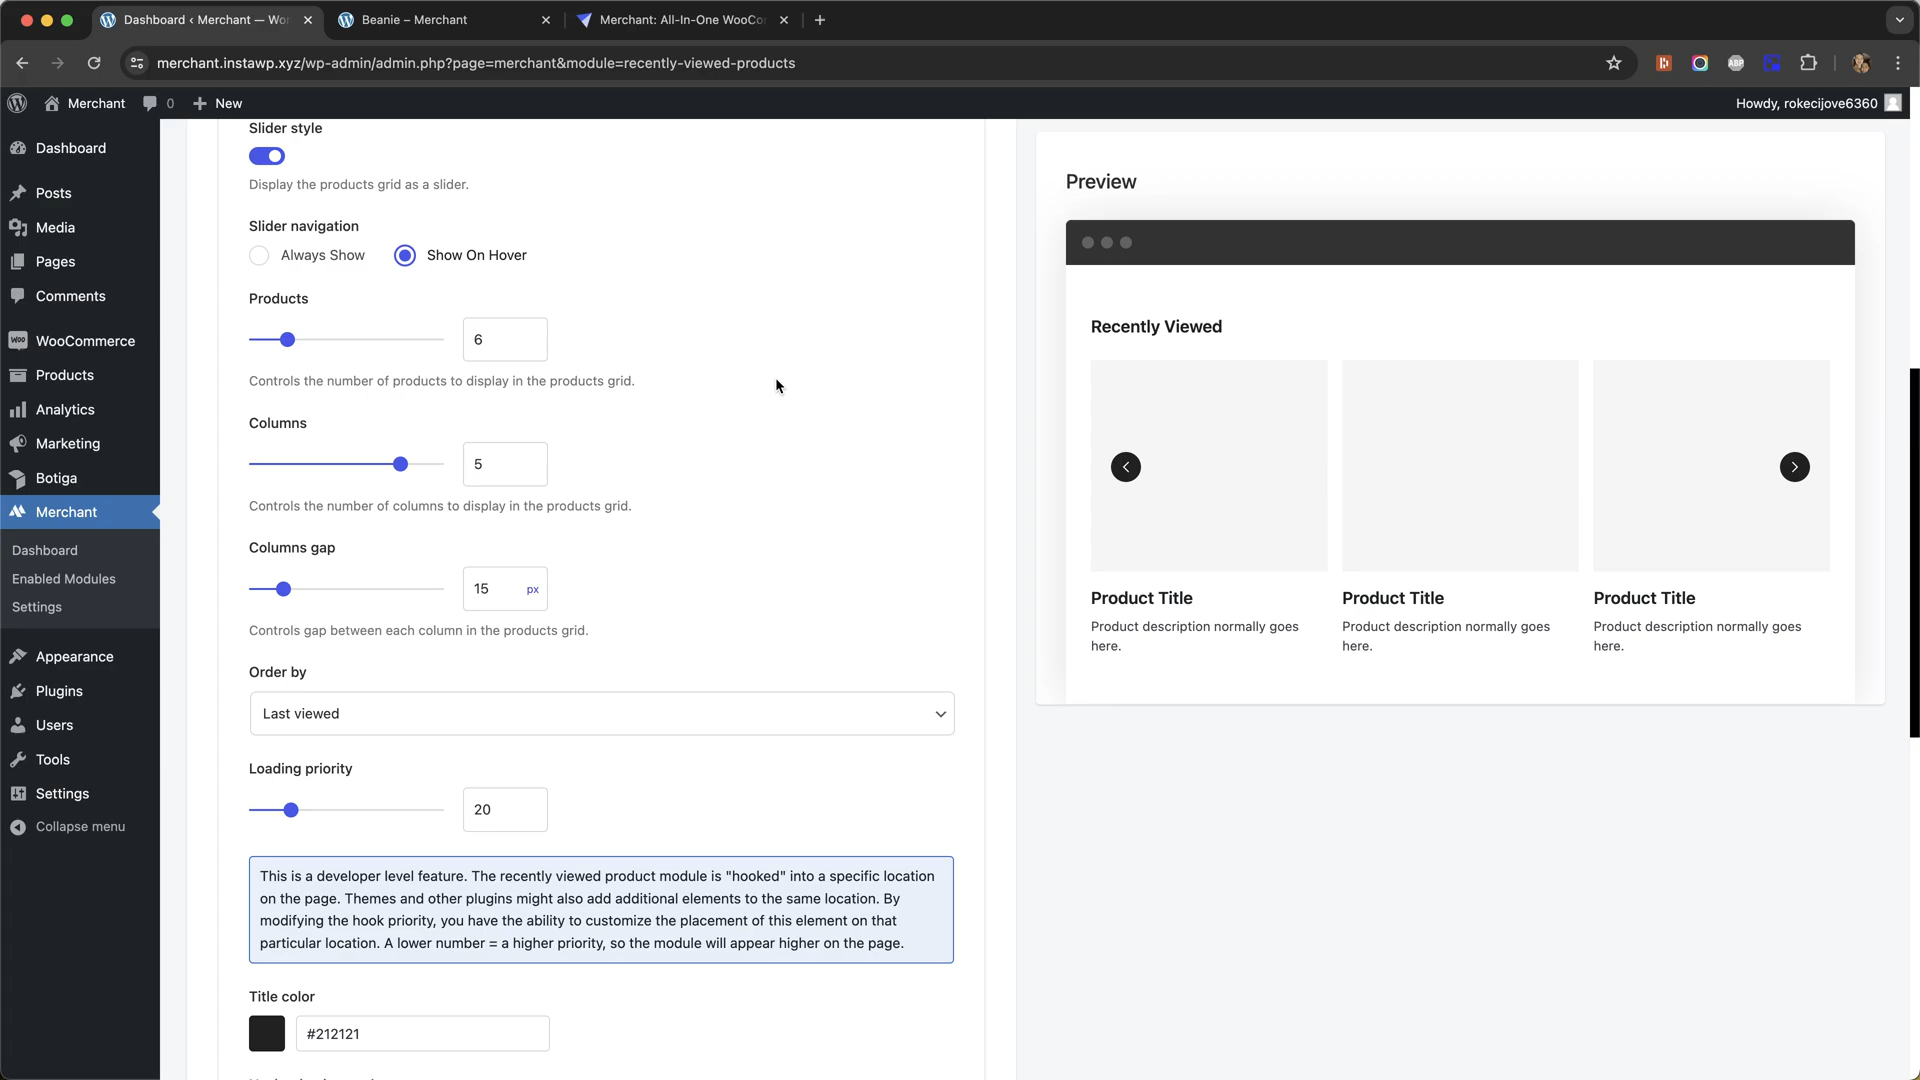 Dashboard ‹ Merchant — Wor
Beanie – Merchant
Merchant: All-In-One WooCo
merchant.instawp.xyz/wp-admin/admin.php?page=merchant&module=recently-viewed-products
ABP
Merchant
0
New
Howdy, rokecijove6360
Dashboard
Posts
Media
Pages
Comments
WooCommerce
Products
Analytics
Marketing
Botiga
Merchant
Dashboard
Enabled Modules
Settings
Appearance
Plugins
Users
Tools
Settings
Collapse menu
Slider style
Display the products grid as a slider.
Slider navigation
Always Show
Show On Hover
Products
6
Controls the number of products to display in the products grid.
Columns
5
Controls the number of columns to display in the products grid.
Columns gap
15 px
Controls gap between each column in the products grid.
Order by
Last viewed
Loading priority
20
This is a developer level feature. The recently viewed product module is "hooked" into a specific location
on the page. Themes and other plugins might also add additional elements to the same location. By
modifying the hook priority, you have the ability to customize the placement of this element on that
particular location. A lower number = a higher priority, so the module will appear higher on the page.
Title color
#212121
Preview
Recently Viewed
Product Title
Product description normally goes
here.
Product Title
Product description normally goes
here.
Product Title
Product description normally goes
here.